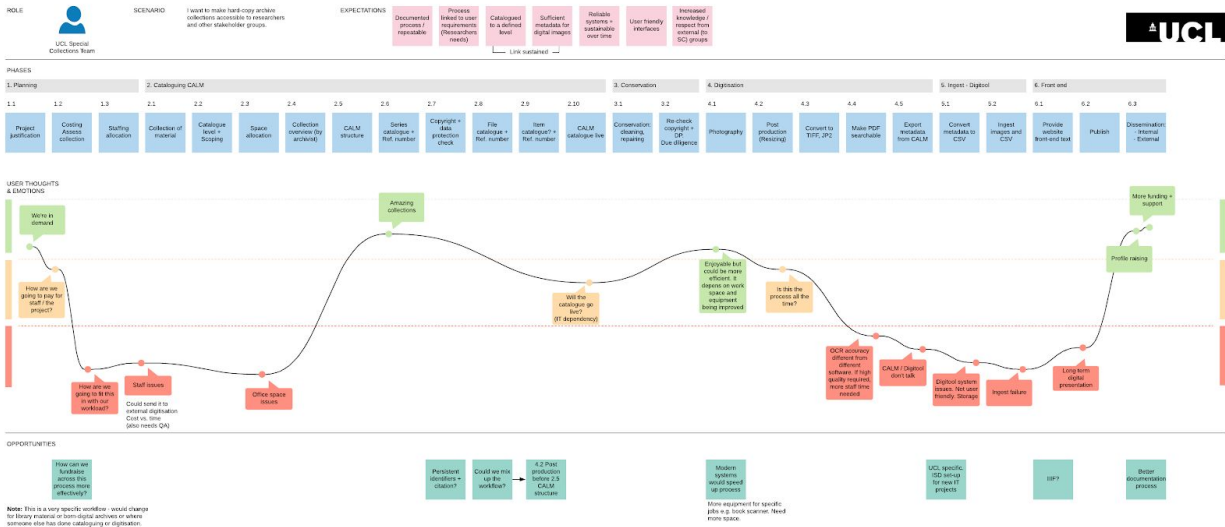 ROLE
UCL Special
Collections Team
SCENARIO
I want to make hard-copy archive
collections accessible to researchers
and other stakeholder groups.
EXPECTATIONS
Documented
process /
repeatable
Process
linked to user
requirements
(Researchers
needs)
Catalogued
to a defined
level
Sufficient
metadata for
digital images
Reliable
systems +
sustainable
over time
User friendly
interfaces
Increased
knowledge /
respect from
external (to
SC) groups
Link sustained
UCL
PHASES
1. Planning
2. Cataloguing CALM
3. Conservation
4. Digitisation
5. Ingest - Digitool
6. Front end
1.1
1.2
1.3
2.1
2.2
2.3
2.4
2.5
2.6
2.7
2.8
2.9
2.10
3.1
3.2
4.1
4.2
4.3
4.4
4.5
5.1
5.2
6.1
6.2
6.3
Project
justification
Costing
Assess
collection
Staffing
allocation
Collection of
material
Catalogue
level +
Scoping
Space
allocation
Collection
overview (by
archivist)
CALM
structure
Series
catalogue +
Ref. number
Copyright +
data
protection
check
File
catalogue +
Ref. number
Item
catalogue? +
Ref. number
CALM
catalogue live
Conservation:
cleaning,
repairing
Re-check
copyright +
DP.
Due diligence
Photography
Post
production
(Resizing)
Convert to
TIFF, JP2
Make PDF
searchable
Export
metadata
from CALM
Convert
metadata to
CSV
Ingest
images and
CSV
Provide
website
front-end text
Publish
Dissemination:
- Internal
- External
USER THOUGHTS
& EMOTIONS
We're in
demand
How are we
going to pay for
staff / the
project?
How are we
going to fit this
in with our
workload?
Staff issues
Could send it to
external digitisation
Cost vs. time
(also needs QA)
Office space
issues
Amazing
collections
Will the
catalogue go
live?
(IT dependency)
Enjoyable but
could be more
efficient. It
depends on work
space and
equipment
being improved
Is this the
process all the
time?
OCR accuracy
different from
different
software. If high
quality required,
more staff time
needed
CALM / Digitool
don't talk
Digitool system
issues. Not user
friendly. Storage
Ingest failure
Long-term
digital
presentation
Profile raising
More funding +
support
OPPORTUNITIES
How can we
fundraise
across this
process more
effectively?
Persistent
identifiers +
citation?
Could we mix
up the
workflow?
4.2 Post
production
before 2.5
CALM
structure
Modern
systems
would speed
up process
More equipment for specific
jobs e.g. book scanner. Need
more space.
UCL specific,
ISD set-up
for new IT
projects
IIIF?
Better
documentation
process
Note: This is a very specific workflow - would change
for library material or born-digital archives or where
someone else has done cataloguing or digitisation.